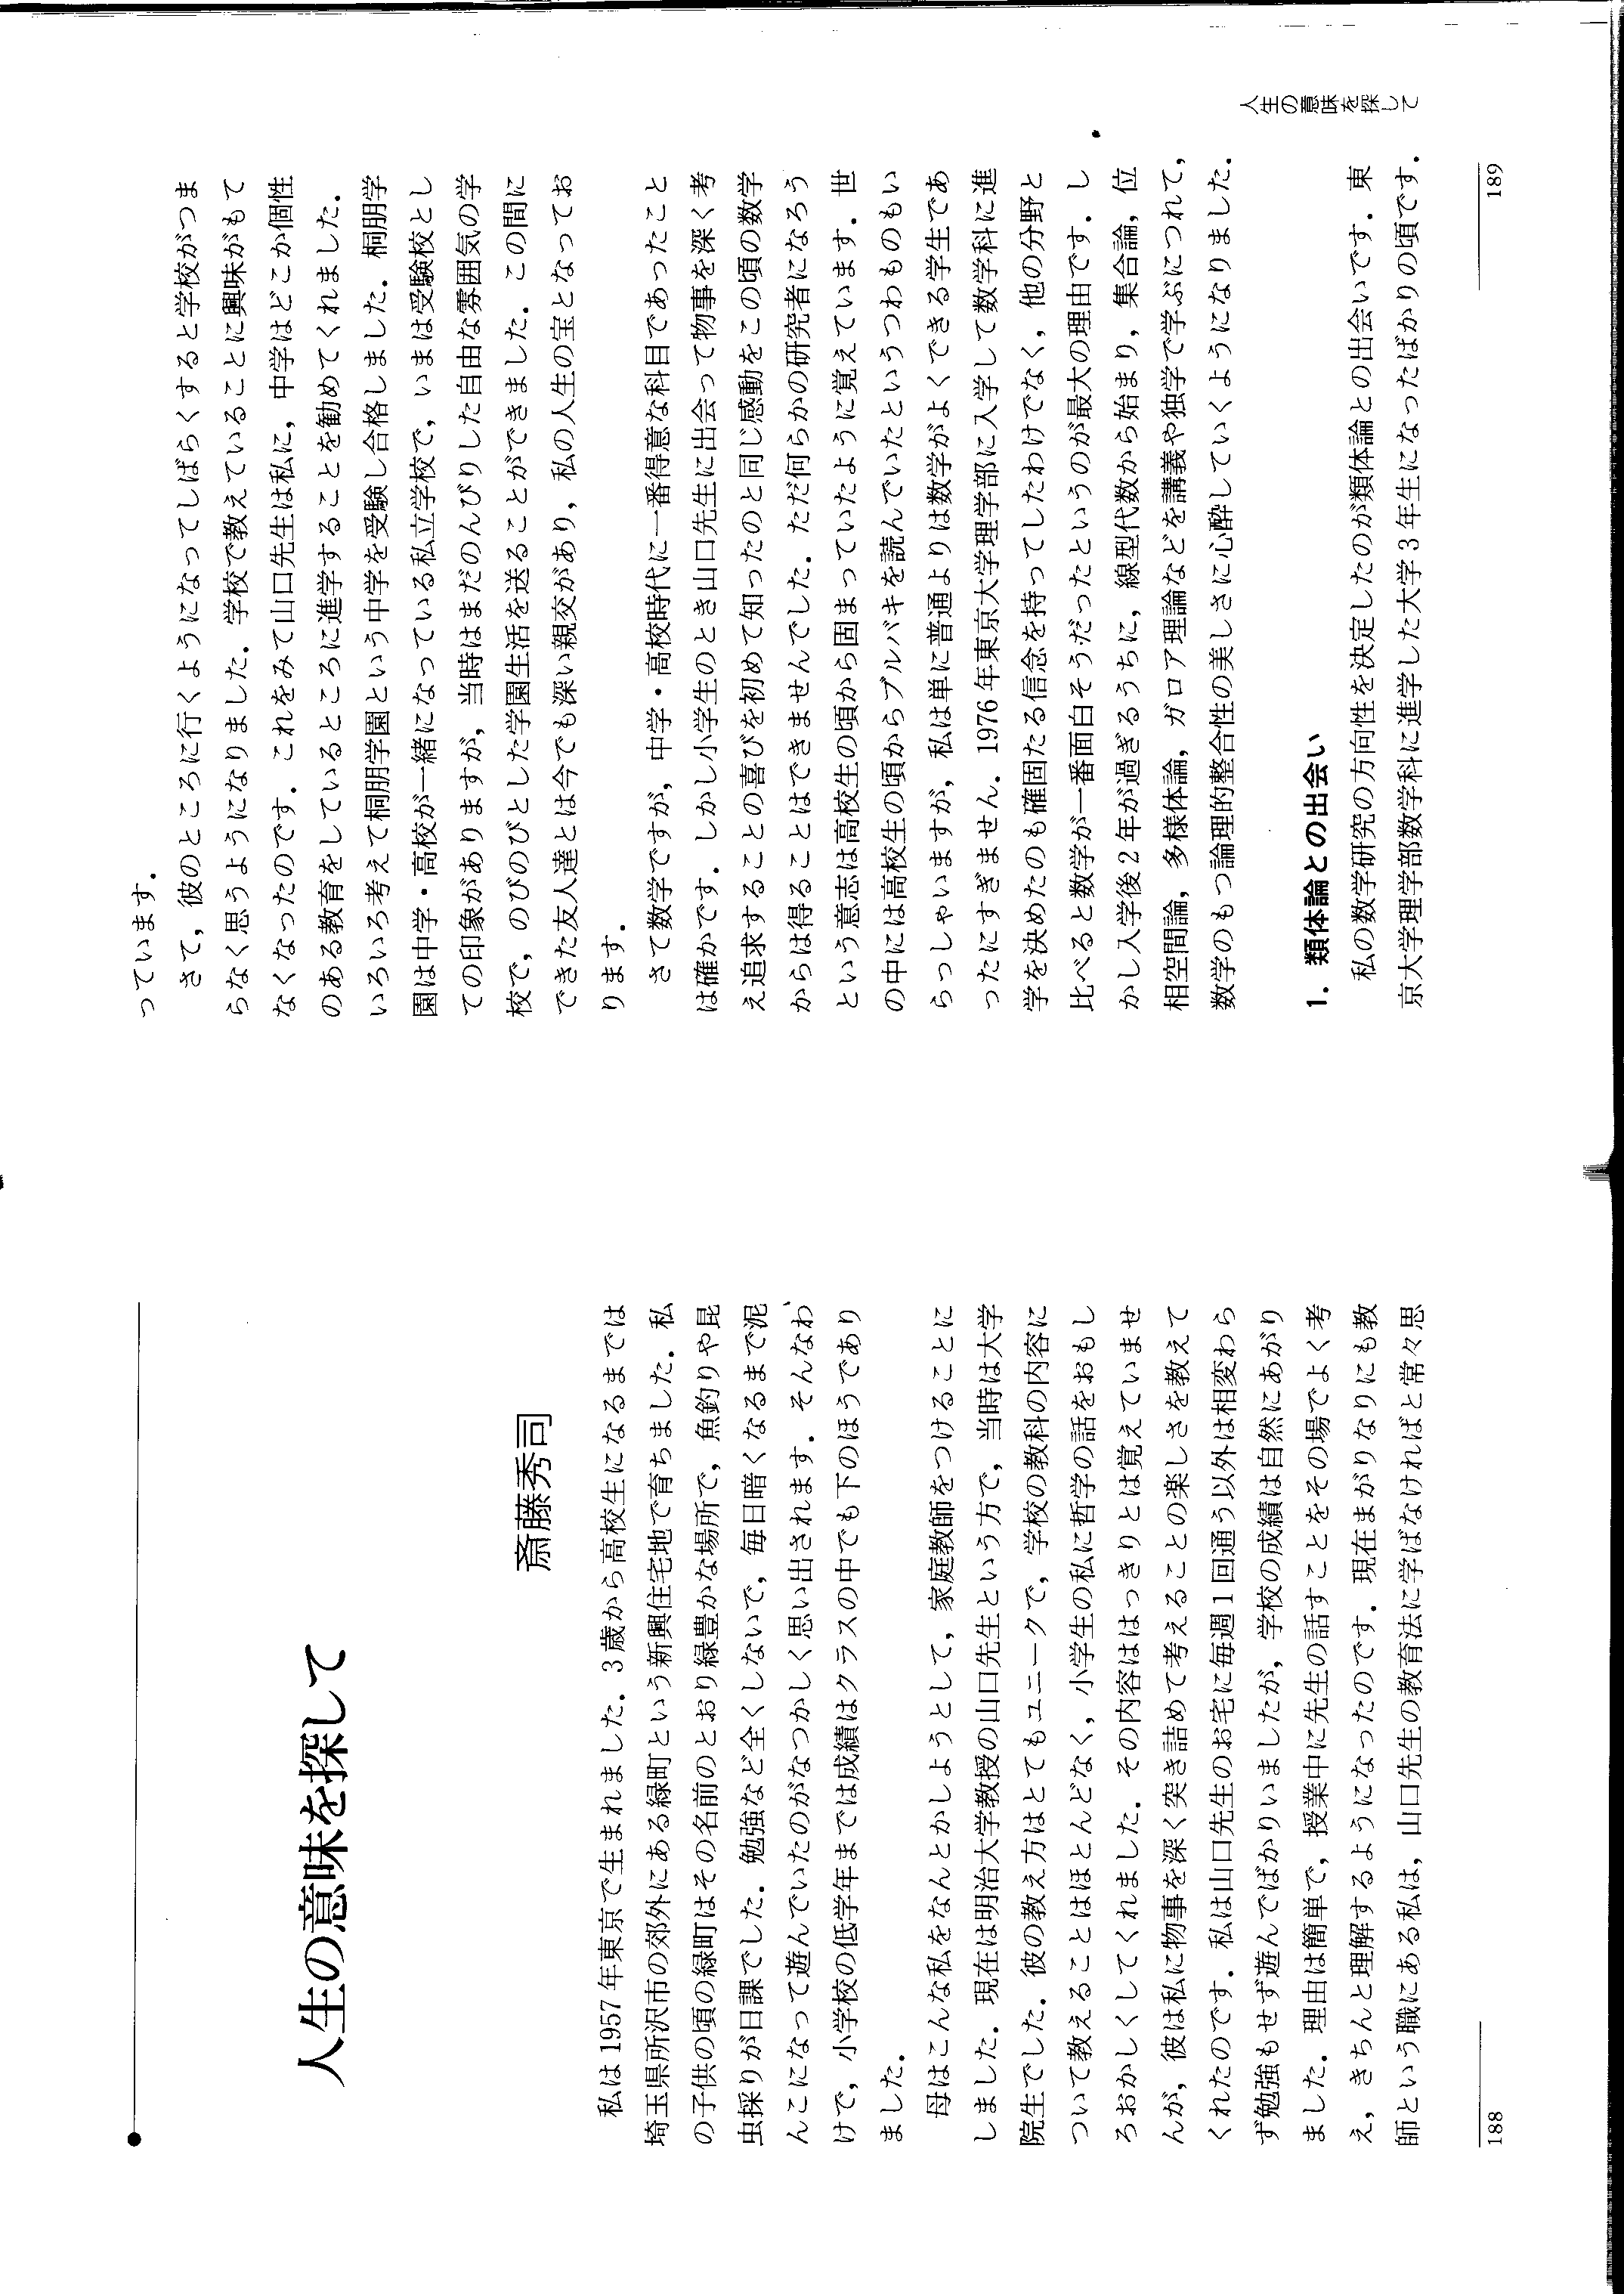 人生の意味を探して
斎藤秀司
私は1957年東京で生まれました．3歳から高校生になるまでは
埼玉県所沢市の郊外にある緑町という新興住宅地で育ちました．私
の子供の頃の緑町はその名前のとおり緑豊かな場所で，魚釣りや昆
虫採りが日課でした．勉強など全くしないで，毎日暗くなるまで泥
んこになって遊んでいたのがなつかしく思い出されます．そんなわ
けで，小学校の低学年までは成績はクラスの中でも下のほうであり
ました．
母はこんな私をなんとかしようとして，家庭教師をつけることに
しました．現在は明治大学教授の山口先生という方で，当時は大学
院生でした．彼の教え方はとてもユニークで，学校の教科の内容に
ついて教えることはほとんどなく，小学生の私に哲学の話をおもし
ろおかしくしてくれました．その内容ははっきりとは覚えていませ
んが，彼は私に物事を深く突き詰めて考えることの楽しさを教えて
くれたのです．私は山口先生のお宅に毎週1回通う以外は相変わら
ず勉強もせず遊んでばかりいましたが，学校の成績は自然にあがり
ました．理由は簡単で，授業中に先生の話すことをその場でよく考
え，きちんと理解するようになったのです．現在まがりなりにも教
師という職にある私は，山口先生の教育法に学ばなければと常々思
188
っています．
さて，彼のところに行くようになってしばらくすると学校がつま
らなく思うようになりました．学校で教えていることに興味がもて
なくなったのです．これをみて山口先生は私に，中学はどこか個性
のある教育をしているところに進学することを勧めてくれました．
いろいろ考えて桐朋学園という中学を受験し合格しました．桐朋学
園は中学・高校が一緒になっている私立学校で，いまは受験校とし
ての印象がありますが，当時はまだのんびりした自由な雰囲気の学
校で，のびのびとした学園生活を送ることができました．この間に
できた友人達とは今でも深い親交があり，私の人生の宝となってお
ります．
さて数学ですが，中学・高校時代に一番得意な科目であったこと
は確かです．しかし小学生のとき山口先生に出会って物事を深く考
え追求することの喜びを初めて知ったのと同じ感動をこの頃の数学
からは得ることはできませんでした．ただ何らかの研究者になろう
という意志は高校生の頃から固まっていたように覚えています．世
の中には高校生の頃からブルバキを読んでいたというつわものもい
らっしゃいますが，私は単に普通よりは数学がよくできる学生であ
ったにすぎません．1976年東京大学理学部に入学して数学科に進
学を決めたのも確固たる信念を持ってしたわけでなく，他の分野と
比べると数学が一番面白そうだったというのが最大の理由です．し
かし入学後2年が過ぎるうちに，線型代数から始まり，集合論，位
相空間論，多様体論，ガロア理論などを講義や独学で学ぶにつれて，
数学のもつ論理的整合性の美しさに心酔していくようになりました．
1．類体論との出会い
私の数学研究の方向性を決定したのが類体論との出会いです．東
京大学理学部数学科に進学した大学3年生になったばかりの頃です．
人生の意味を探して
189